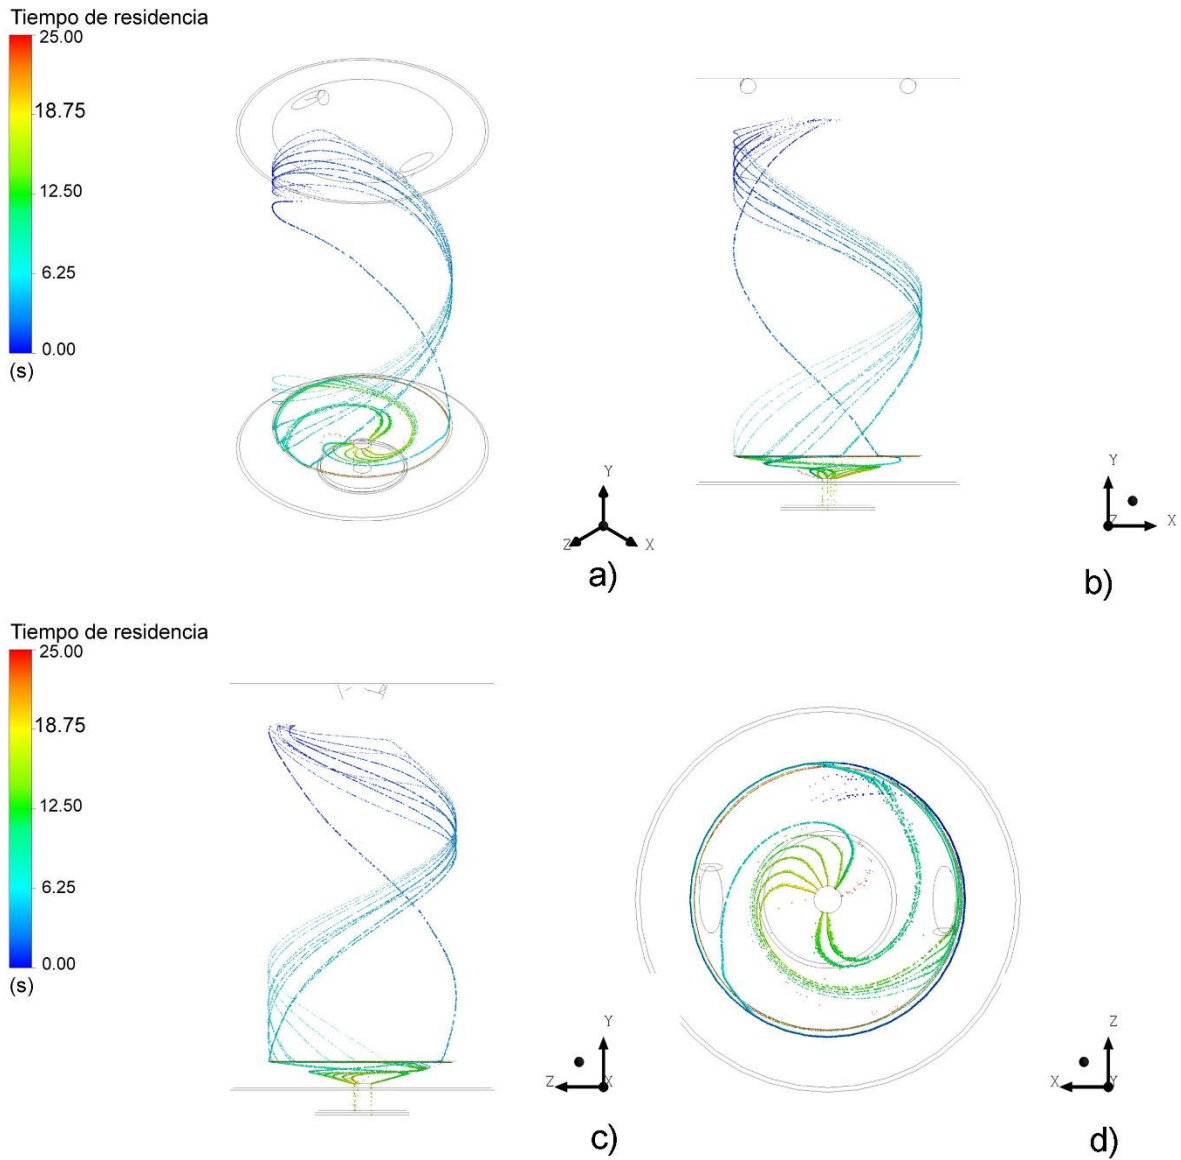 Tiempo de residencia
25.00
18.75
12.50
6.25
0.00
(s)
Y
Z
X
a)
Y
Z
X
b)
Tiempo de residencia
25.00
18.75
12.50
6.25
0.00
(s)
Y
Z
X
c)
Z
X
Y
d)